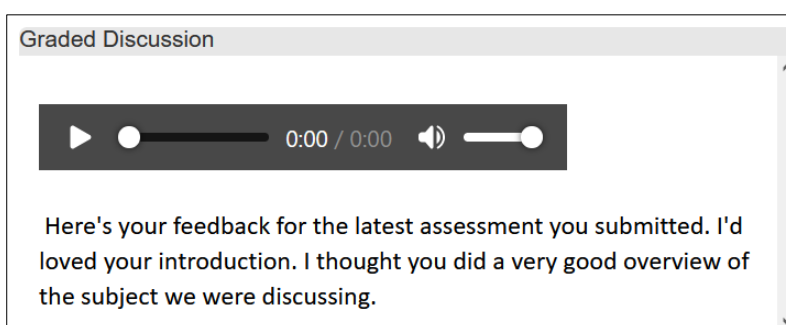 Graded Discussion
0:00 / 0:00
Here's your feedback for the latest assessment you submitted. I'd
loved your introduction. I thought you did a very good overview of
the subject we were discussing.